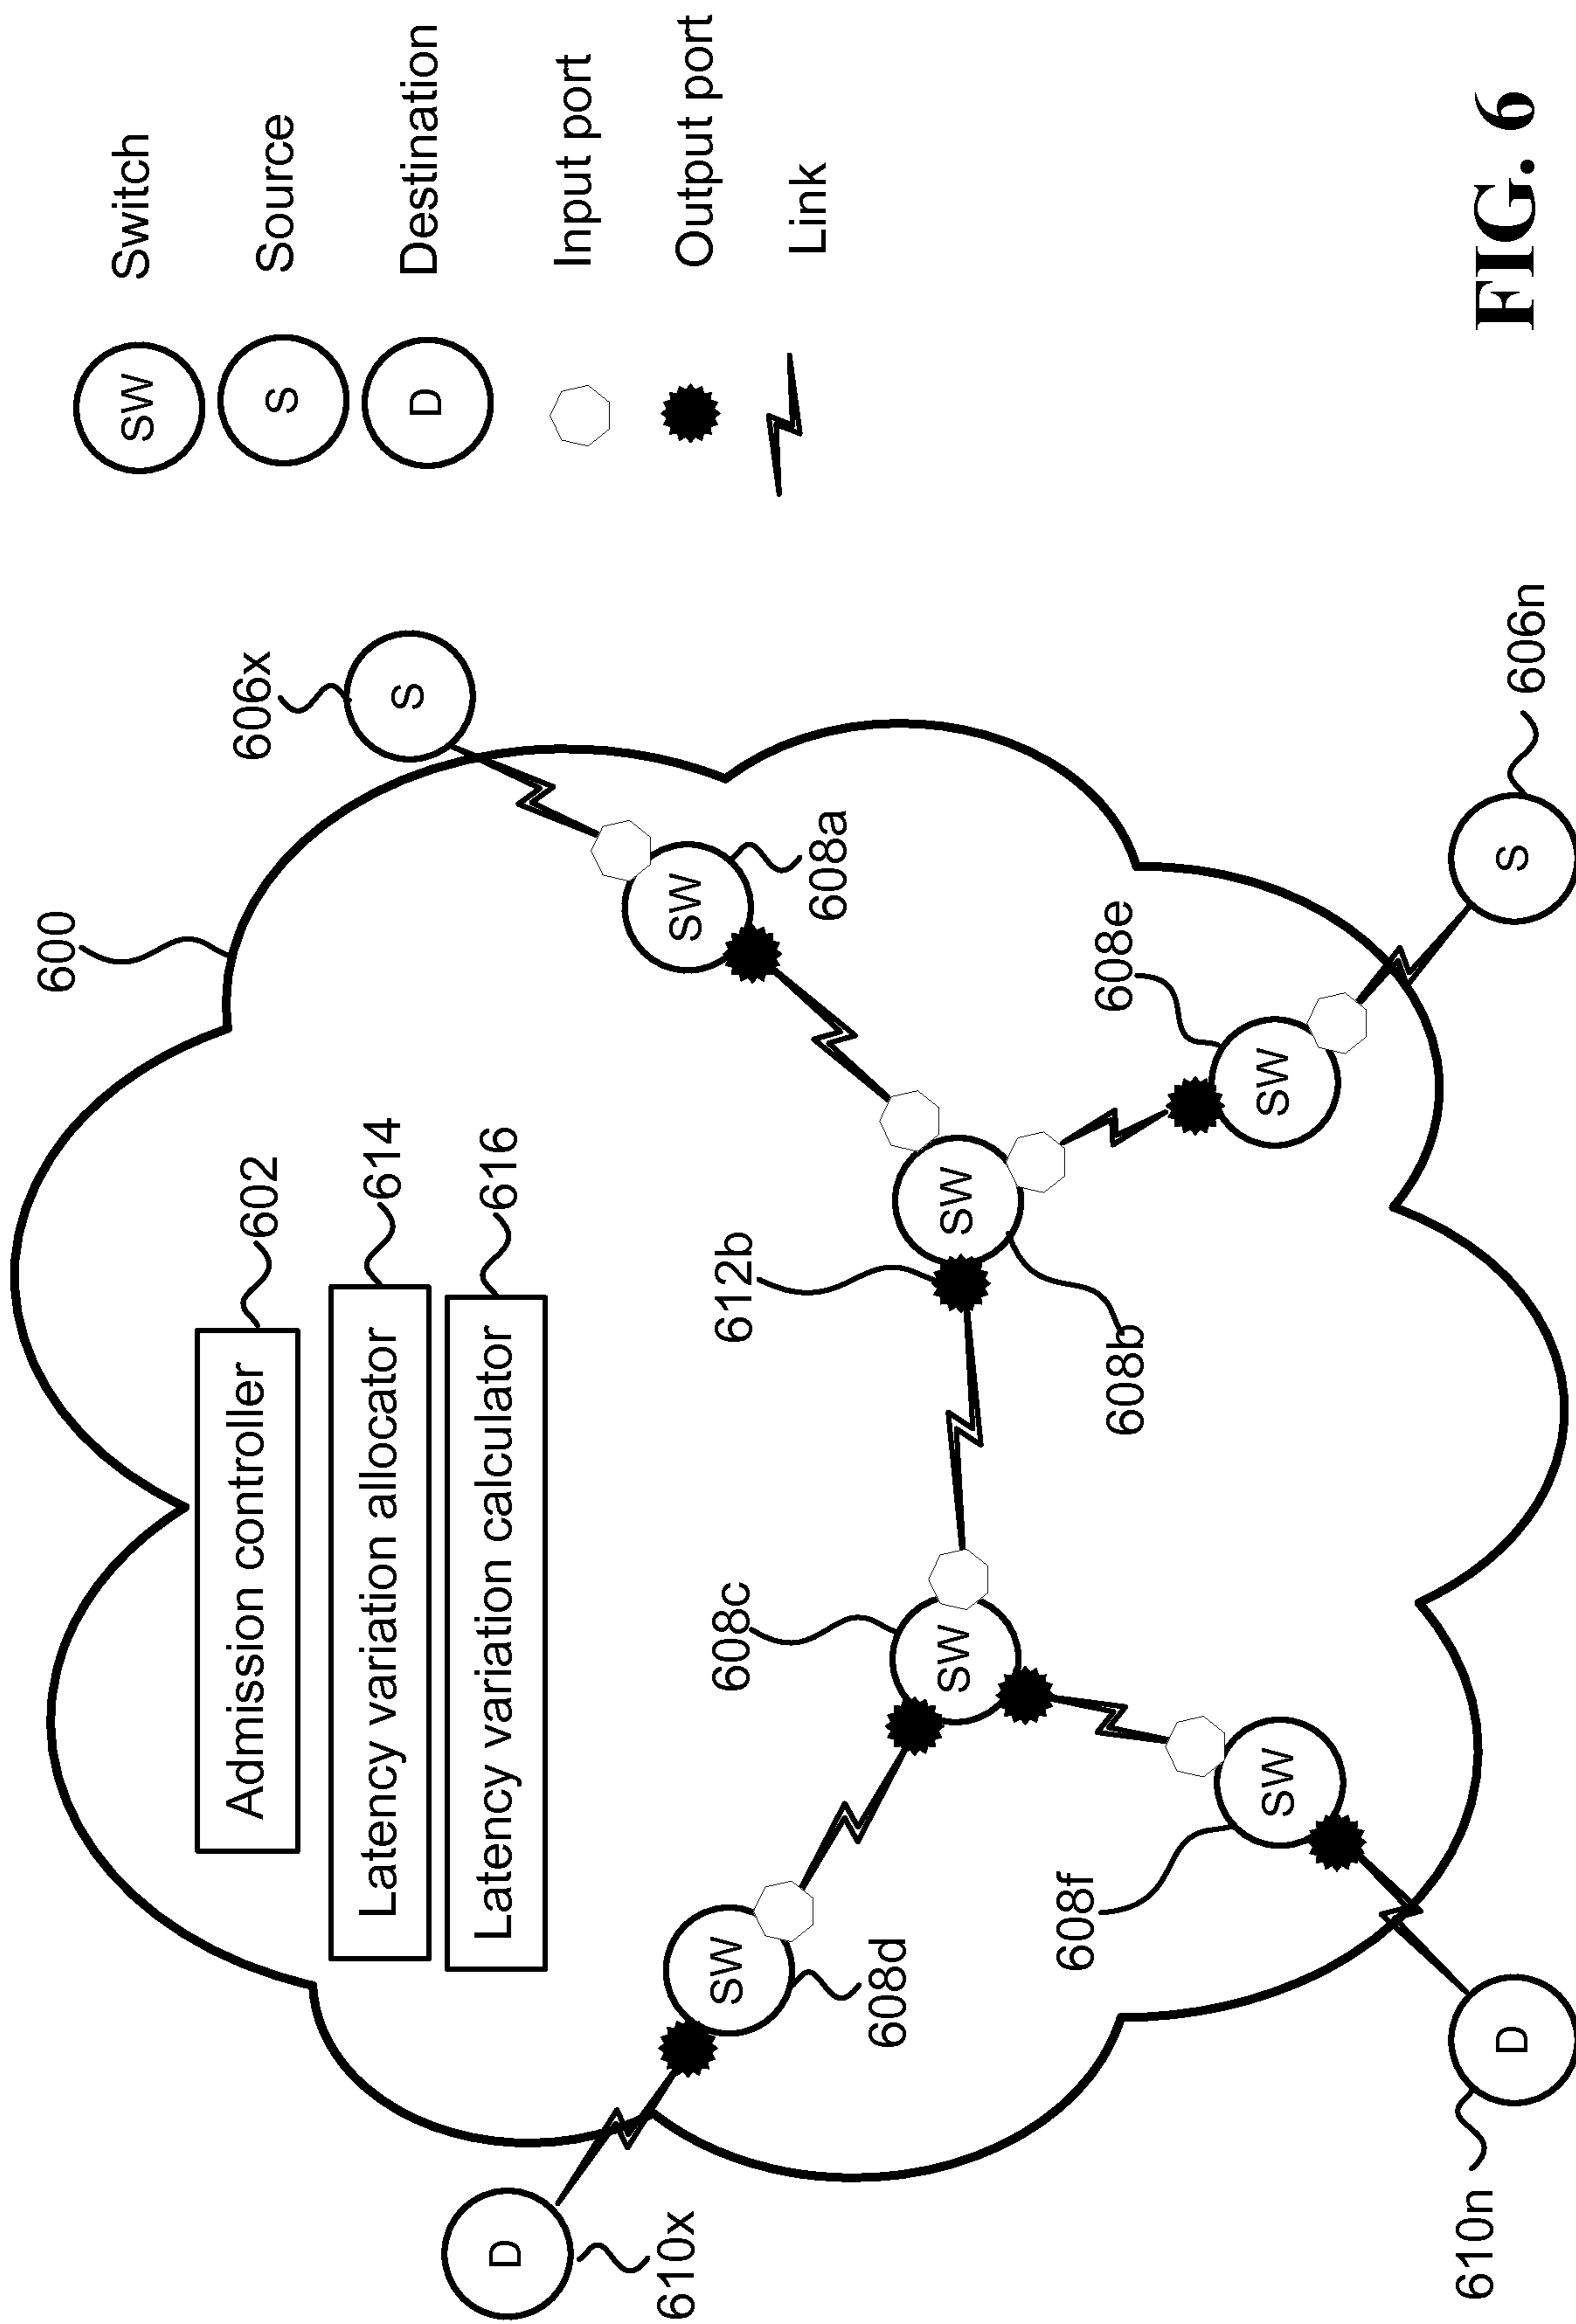 600
606x
S
Admission controller
602
Latency variation allocator
614
Latency variation calculator
616
D
610x
SW
608d
SW
608a
608c
612b
SW
SW
608b
608e
608f
SW
SW
D
610n
S
606n
SW
Switch
S
Source
D
Destination
Input port
Output port
Link
FIG. 6